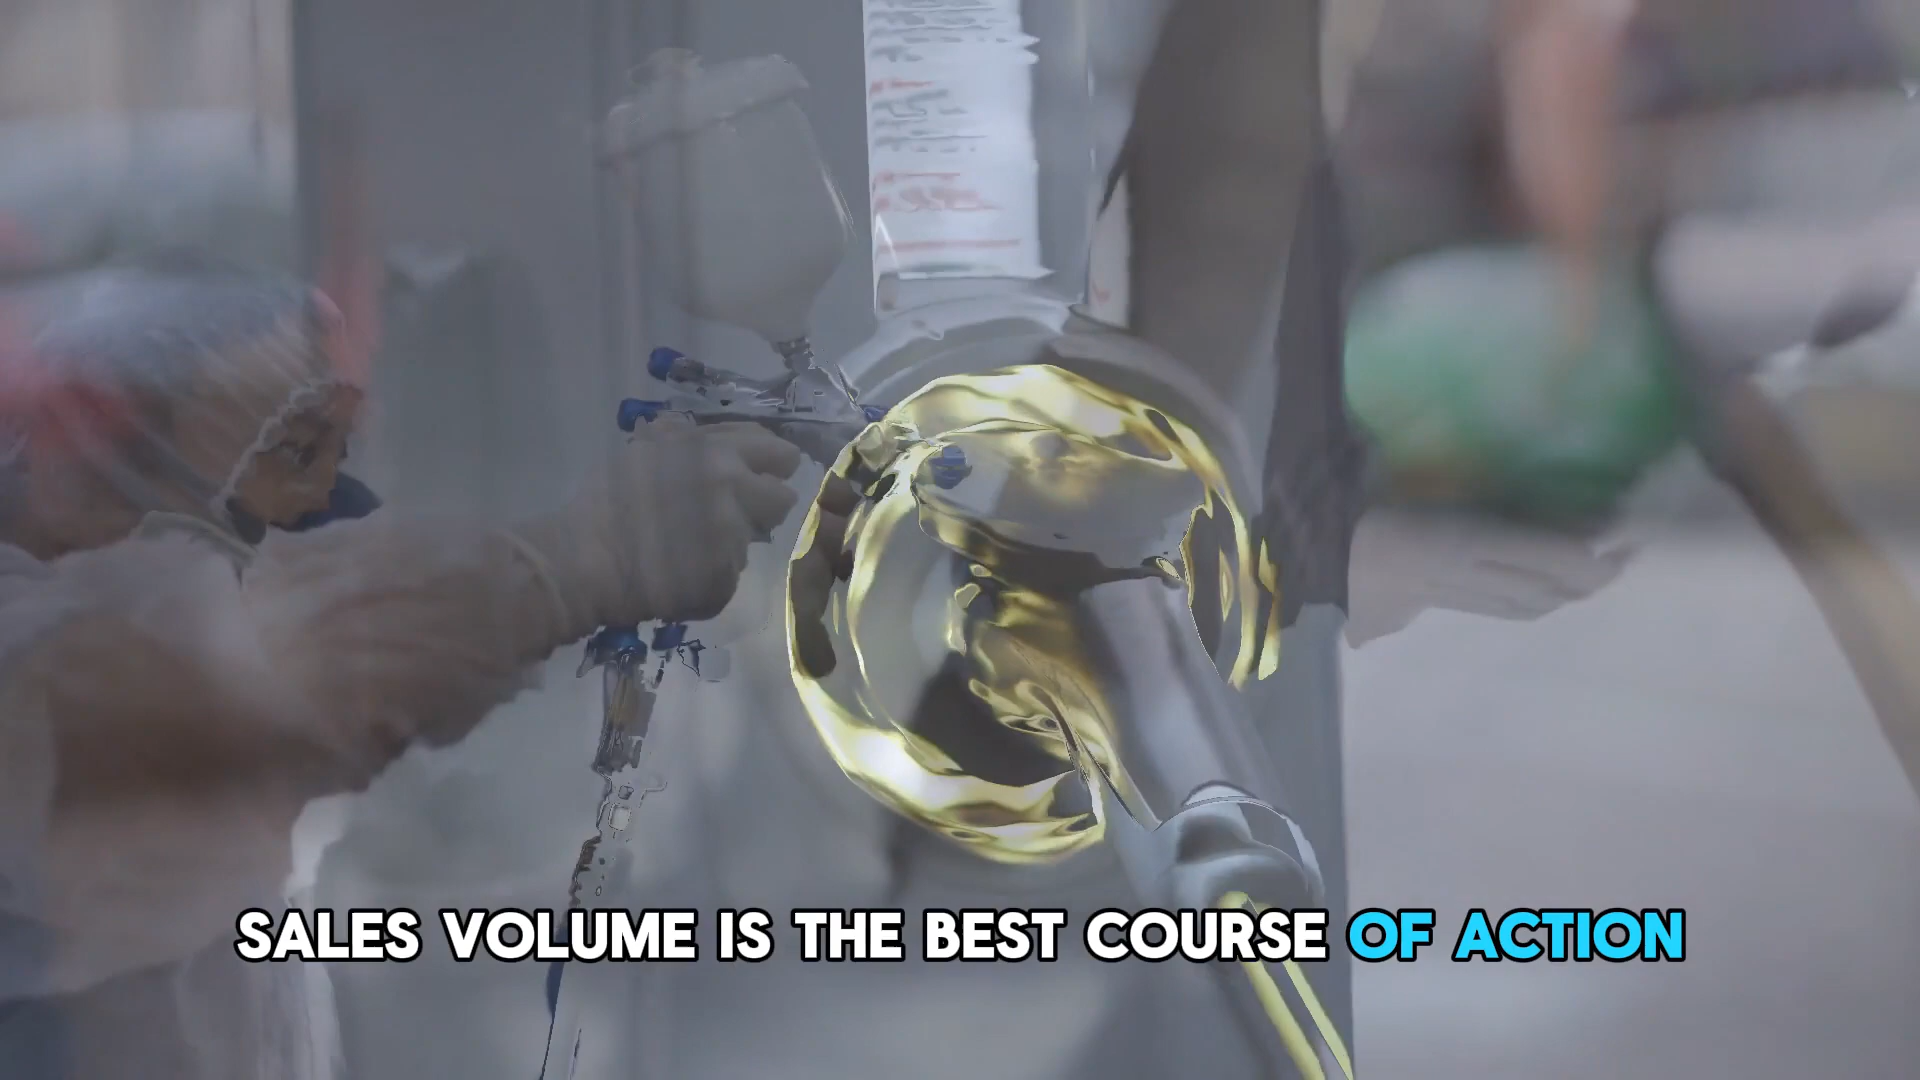 SALES VOLUME IS THE BEST COURSE OF ACTION